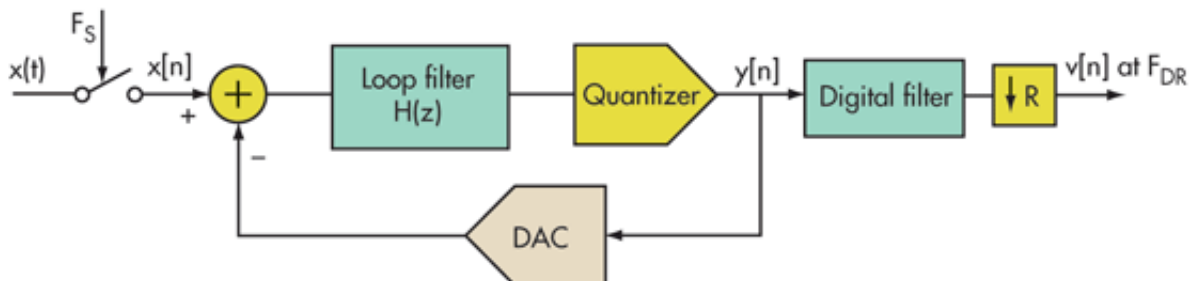 F_S
x(t)
x[n]
+
+
−
Loop filter
H(z)
Quantizer
y[n]
Digital filter
↓ R
v[n] at F_DR
DAC